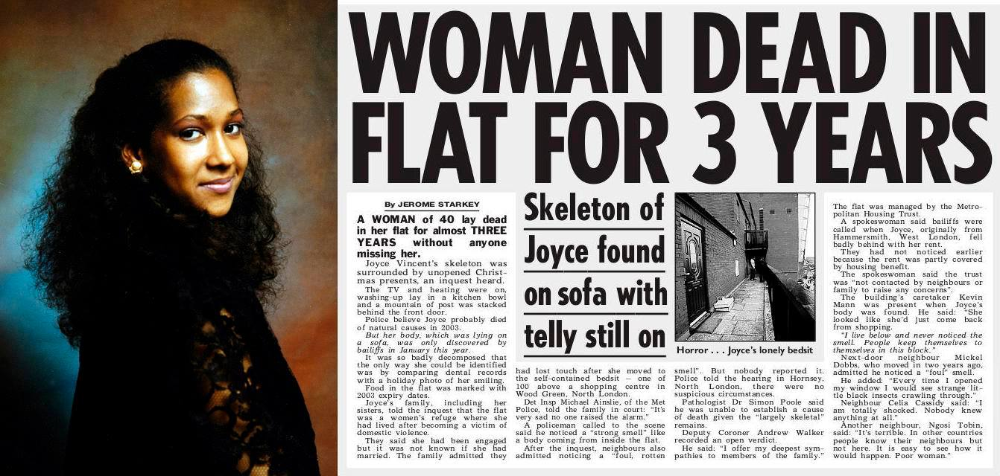 WOMAN DEAD IN
FLAT FOR 3 YEARS
By JEROME STARKEY
A WOMAN of 40 lay dead
in her flat for almost THREE
YEARS without anyone
missing her.
Joyce Vincent's skeleton was
surrounded by unopened Christ-
mas presents, an inquest heard.
The TV and heating were on,
washing-up lay in a kitchen bowl
and a mountain of post was stacked
behind the front door.
Police believe Joyce probably died
of natural causes in 2003.
But her body, which was lying on
a sofa, was only discovered by
bailiffs in January this year.
It was so badly decomposed that
the only way she could be identified
was by comparing dental records
with a holiday photo of her smiling.
Food in the flat was marked with
2003 expiry dates.
Joyce's family, including her
sisters, told the inquest that the flat
was a women's refuge where she
had lived after becoming a victim of
domestic violence.
They said she had been engaged
but it was not known if she had
married. The family admitted they
Skeleton of
Joyce found
on sofa with
telly still on
had lost touch after she moved to
the self-contained bedsit – one of
100 above a shopping centre in
Wood Green, North London.
Det Insp Michael Ainslie, of the Met
Police, told the family in court: "It's
very sad no one raised the alarm."
A policeman called to the scene
said he noticed a "strong smell" like
a body coming from inside the flat.
After the inquest, neighbours also
admitted noticing a "foul, rotten
Horror . . . Joyce's lonely bedsit
smell". But nobody reported it.
Police told the hearing in Hornsey,
North London, there were no
suspicious circumstances.
Pathologist Dr Simon Poole said
he was unable to establish a cause
of death given the "largely skeletal"
remains.
Deputy Coroner Andrew Walker
recorded an open verdict.
He said: "I offer my deepest sym-
pathies to members of the family."
The flat was managed by the Metro-
politan Housing Trust.
A spokeswoman said bailiffs were
called when Joyce, originally from
Hammersmith, West London, fell
badly behind with her rent.
They had not noticed earlier
because the rent was partly covered
by housing benefit.
The spokeswoman said the trust
was "not contacted by neighbours or
family to raise any concerns".
The building's caretaker Kevin
Mann was present when Joyce's
body was found. He said: "She
looked like she'd just come back
from shopping.
"I live below and never noticed the
smell. People keep themselves to
themselves in this block."
Next-door neighbour Mickel
Dobbs, who moved in two years ago,
admitted he noticed a "foul" smell.
He added: "Every time I opened
my window I would see strange lit-
tle black insects crawling through."
Neighbour Celia Cassidy said: "I
am totally shocked. Nobody knew
anything at all."
Another neighbour, Ngosi Tobin,
said: "It's terrible. In other countries
people know their neighbours but
not here. It is easy to see how it
would happen. Poor woman."